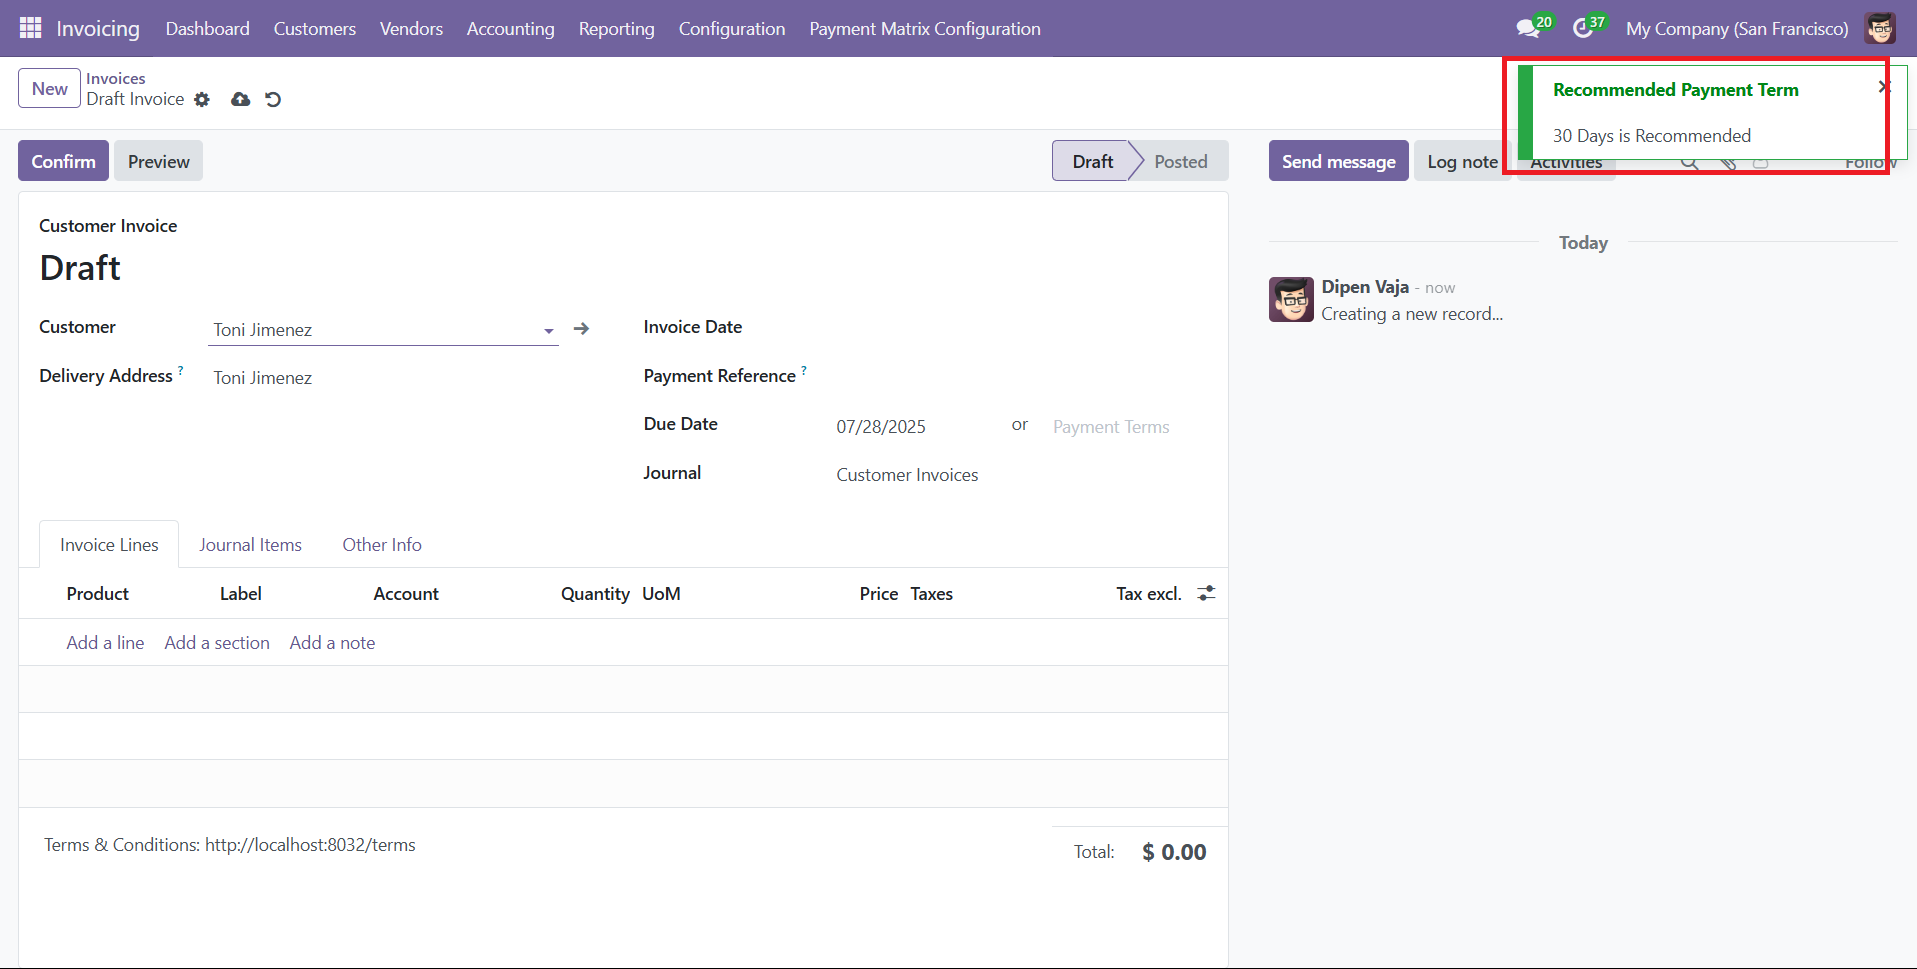 Invoicing Dashboard Customers Vendors Accounting Reporting Configuration Payment Matrix Configuration 20 37 My Company (San Francisco)
New
Invoices
Draft Invoice
Recommended Payment Term
30 Days is Recommended
Confirm Preview Draft Posted Send message Log note Activities Follow
Customer Invoice
Draft
Today
Dipen Vaja - now
Creating a new record...
Customer Toni Jimenez Invoice Date
Delivery Address ? Toni Jimenez Payment Reference ?
Due Date 07/28/2025 or Payment Terms
Journal Customer Invoices
Invoice Lines Journal Items Other Info
Product Label Account Quantity UoM Price Taxes Tax excl.
Add a line Add a section Add a note
Terms & Conditions: http://localhost:8032/terms
Total: $ 0.00